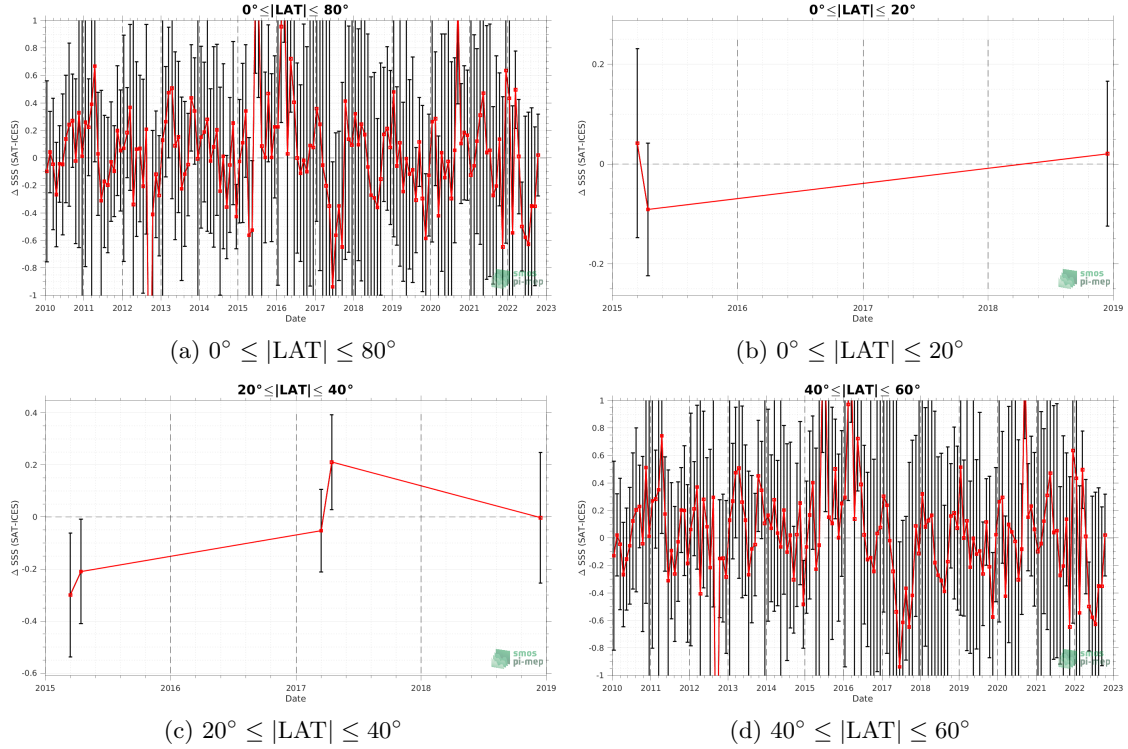 0°≤|LAT|≤ 80°
Δ SSS (SAT-ICES)
1
0.8
0.6
0.4
0.2
0
-0.2
-0.4
-0.6
-0.8
-1
2010 2011 2012 2013 2014 2015 2016 2017 2018 2019 2020 2021 2022 2023
Date
smos
pi-mep
(a) 0° ≤ |LAT| ≤ 80°
0°≤|LAT|≤ 20°
Δ SSS (SAT-ICES)
0.2
0
-0.2
2015 2016 2017 2018 2019
Date
smos
pi-mep
(b) 0° ≤ |LAT| ≤ 20°
20°≤|LAT|≤ 40°
Δ SSS (SAT-ICES)
0.4
0.2
0
-0.2
-0.4
-0.6
2015 2016 2017 2018 2019
Date
smos
pi-mep
(c) 20° ≤ |LAT| ≤ 40°
40°≤|LAT|≤ 60°
Δ SSS (SAT-ICES)
1
0.8
0.6
0.4
0.2
0
-0.2
-0.4
-0.6
-0.8
-1
2010 2011 2012 2013 2014 2015 2016 2017 2018 2019 2020 2021 2022 2023
Date
smos
pi-mep
(d) 40° ≤ |LAT| ≤ 60°